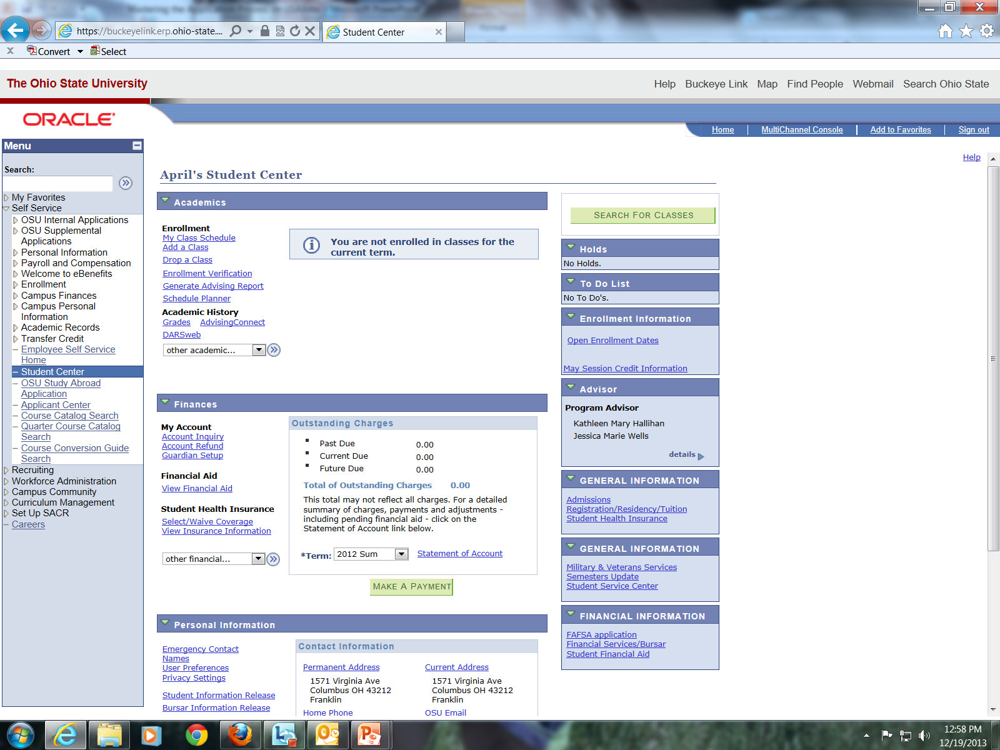 https://buckeyelink.erp.ohio-state....
Student Center
Convert
Select
The Ohio State University
Help Buckeye Link Map Find People Webmail Search Ohio State
ORACLE
Home MultiChannel Console Add to Favorites Sign out
Menu
Search:
My Favorites
Self Service
OSU Internal Applications
OSU Supplemental
Applications
Personal Information
Payroll and Compensation
Welcome to eBenefits
Enrollment
Campus Finances
Campus Personal
Information
Academic Records
Transfer Credit
Employee Self Service
Home
Student Center
OSU Study Abroad
Application
Applicant Center
Course Catalog Search
Quarter Course Catalog
Search
Course Conversion Guide
Search
Recruiting
Workforce Administration
Campus Community
Curriculum Management
Set Up SACR
Careers
Help
April's Student Center
Academics
Enrollment
My Class Schedule
Add a Class
Drop a Class
Enrollment Verification
Generate Advising Report
Schedule Planner
Academic History
Grades AdvisingConnect
DARSweb
other academic...
You are not enrolled in classes for the
current term.
Finances
My Account
Account Inquiry
Account Refund
Guardian Setup
Financial Aid
View Financial Aid
Student Health Insurance
Select/Waive Coverage
View Insurance Information
other financial...
Outstanding Charges
Past Due 0.00
Current Due 0.00
Future Due 0.00
Total of Outstanding Charges 0.00
This total may not reflect all charges. For a detailed
summary of charges, payments and adjustments -
including pending financial aid - click on the
Statement of Account link below.
*Term: 2012 Sum Statement of Account
MAKE A PAYMENT
Personal Information
Emergency Contact
Names
User Preferences
Privacy Settings
Student Information Release
Bursar Information Release
Contact Information
Permanent Address
1571 Virginia Ave
Columbus OH 43212
Franklin
Home Phone
Current Address
1571 Virginia Ave
Columbus OH 43212
Franklin
OSU Email
SEARCH FOR CLASSES
Holds
No Holds.
To Do List
No To Do's.
Enrollment Information
Open Enrollment Dates
May Session Credit Information
Advisor
Program Advisor
Kathleen Mary Hallihan
Jessica Marie Wells
details
GENERAL INFORMATION
Admissions
Registration/Residency/Tuition
Student Health Insurance
GENERAL INFORMATION
Military & Veterans Services
Semesters Update
Student Service Center
FINANCIAL INFORMATION
FAFSA application
Financial Services/Bursar
Student Financial Aid
12:58 PM
12/19/2013